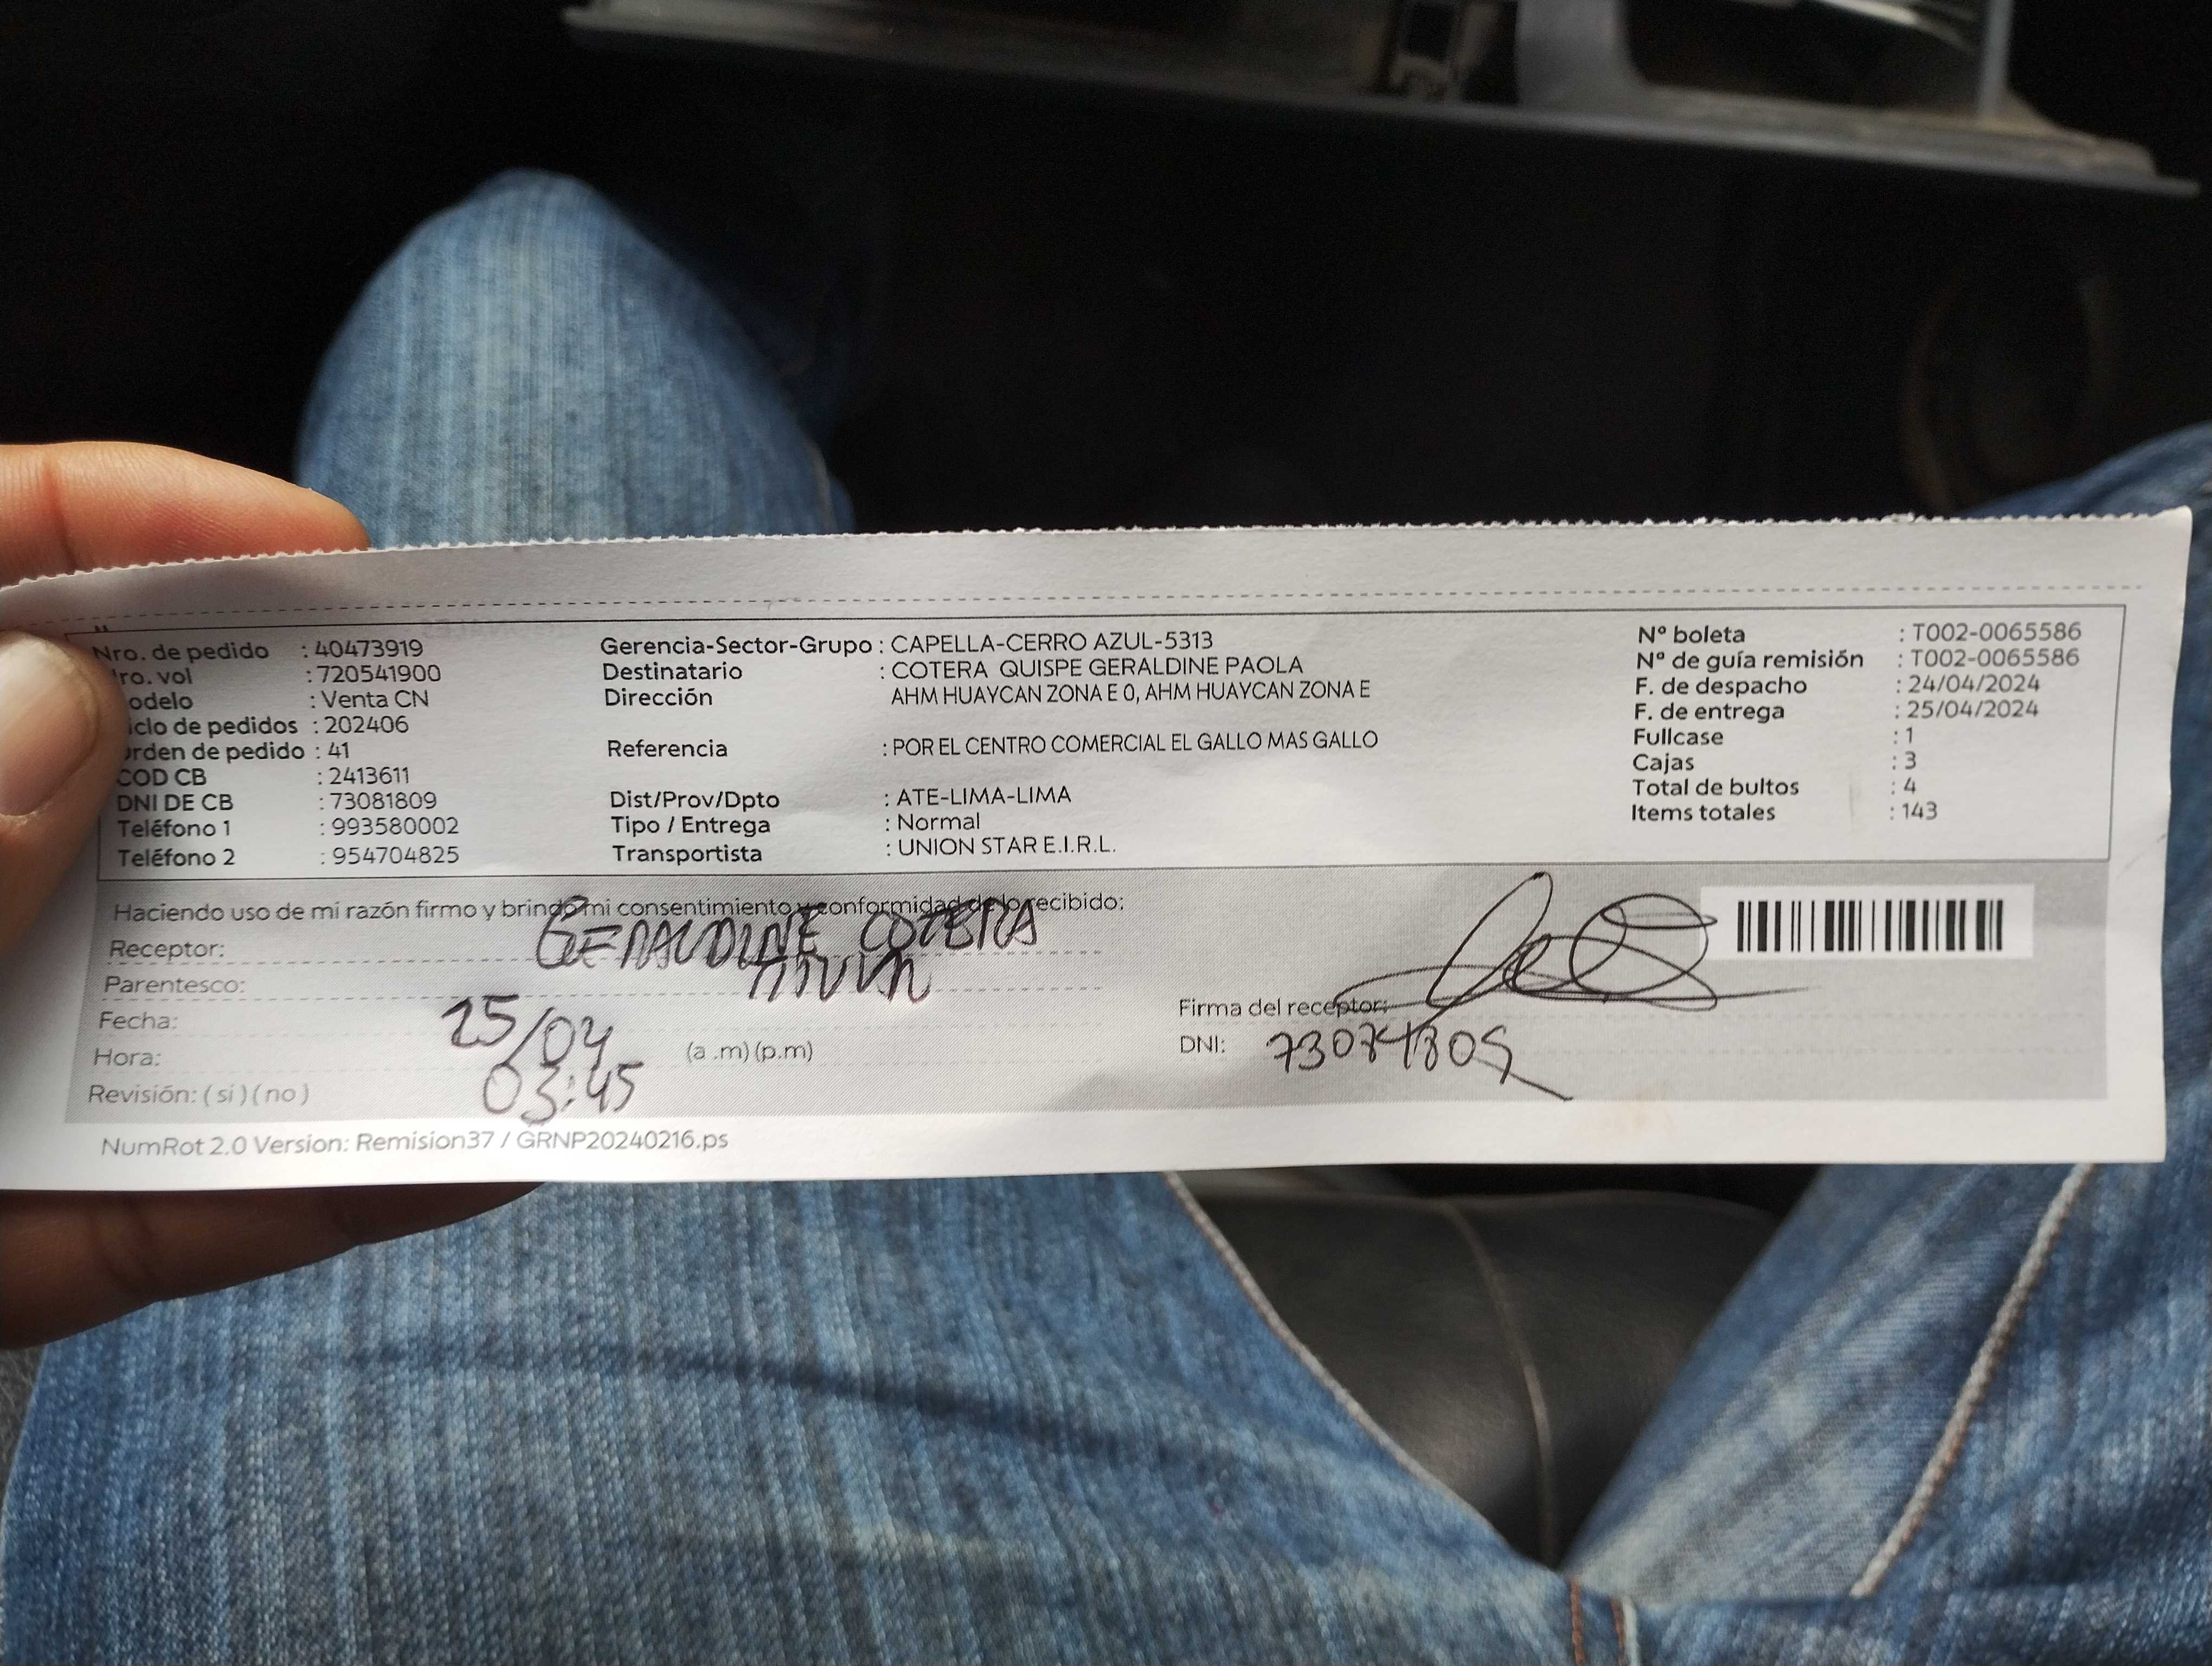 Nro. de pedido : 40473919
ro. vol : 720541900
odelo : Venta CN
iclo de pedidos : 202406
rden de pedido : 41
COD CB : 2413611
DNI DE CB : 73081809
Teléfono 1 : 993580002
Teléfono 2 : 954704825
Gerencia-Sector-Grupo : CAPELLA-CERRO AZUL-5313
Destinatario : COTERA QUISPE GERALDINE PAOLA
Dirección AHM HUAYCAN ZONA E 0, AHM HUAYCAN ZONA E
Referencia : POR EL CENTRO COMERCIAL EL GALLO MAS GALLO
Dist/Prov/Dpto : ATE-LIMA-LIMA
Tipo / Entrega : Normal
Transportista : UNION STAR E.I.R.L.
Nº boleta : T002-0065586
Nº de guía remisión : T002-0065586
F. de despacho : 24/04/2024
F. de entrega : 25/04/2024
Fullcase : 1
Cajas : 3
Total de bultos : 4
Items totales : 143
Haciendo uso de mi razón firmo y brindo mi consentimiento y conformidad de lo recibido:
Receptor: GERALDINE COTERA
Parentesco:
Fecha: 25/04
Hora: 03:45 (a .m) (p.m)
Revisión: ( si ) ( no )
Firma del receptor:
DNI:
NumRot 2.0 Version: Remision37 / GRNP20240216.ps